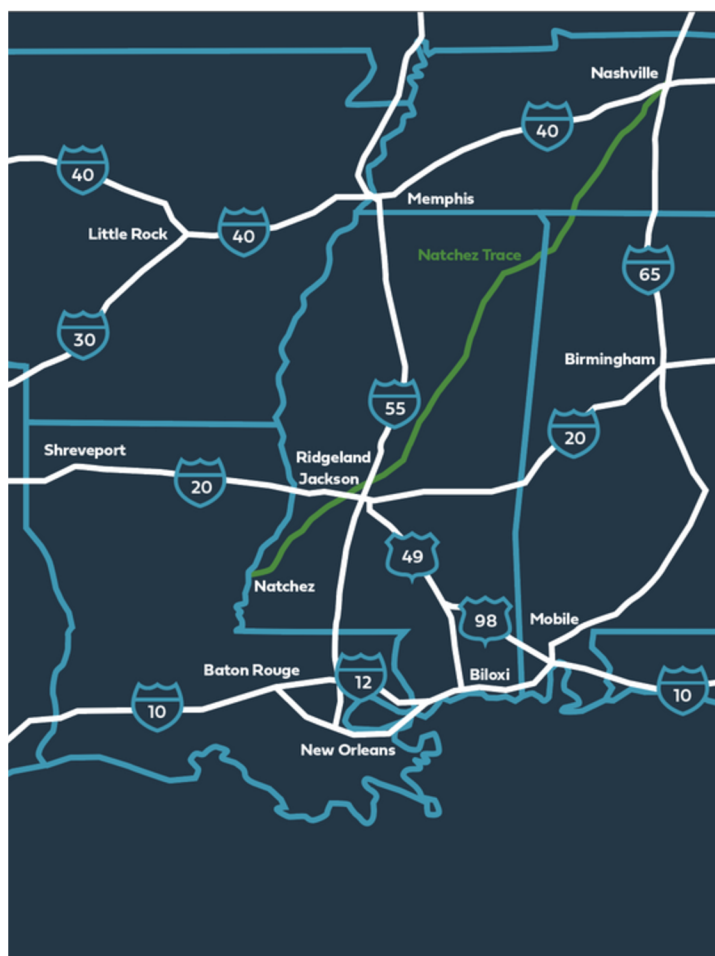 Nashville
40
40
Memphis
Little Rock
40
Natchez Trace
65
30
Birmingham
55
20
Shreveport
Ridgeland
Jackson
20
49
Natchez
98
Mobile
Baton Rouge
12
Biloxi
10
10
New Orleans